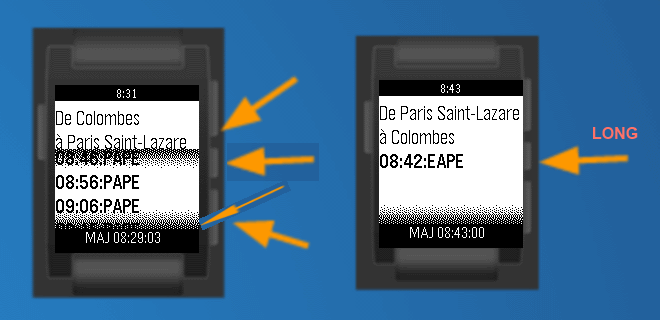 8:31
De Colombes
à Paris Saint-Lazare
08:46:PAPE
08:56:PAPE
09:06:PAPE
MAJ 08:29:03
8:43
De Paris Saint-Lazare
à Colombes
08:42:EAPE
MAJ 08:43:00
LONG